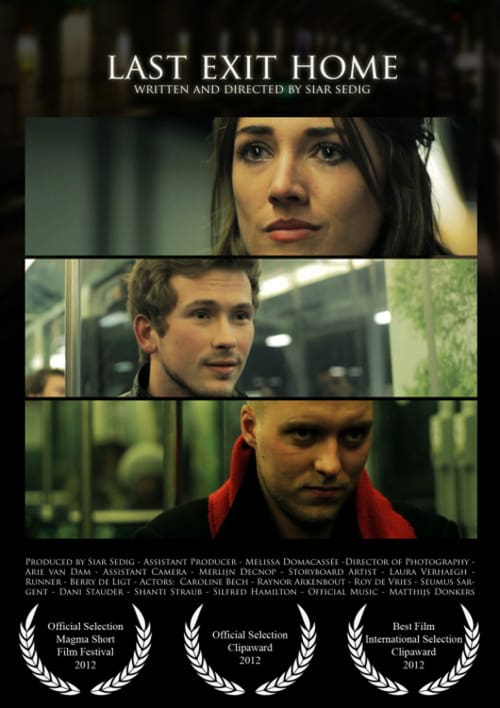 LAST EXIT HOME
WRITTEN AND DIRECTED BY SIAR SEDIG
PRODUCED BY SIAR SEDIG - ASSISTANT PRODUCER - MELISSA DOMACASSÉE -DIRECTOR OF PHOTOGRAPHY -
ARIE VAN DAM - ASSISTANT CAMERA - MERLIJN DECNOP - STORYBOARD ARTIST - LAURA VERHAEGH -
RUNNER - BERRY DE LIGT - ACTORS: CAROLINE BECH - RAYNOR ARKENBOUT - ROY DE VRIES - SEUMUS SAR-
GENT - DANI STAUDER - SHANTI STRAUB - SILFRED HAMILTON - OFFICIAL MUSIC - MATTHIJS DONKERS
Official Selection
Magma Short
Film Festival
2012
Official Selection
Clipaward
2012
Best Film
International Selection
Clipaward
2012